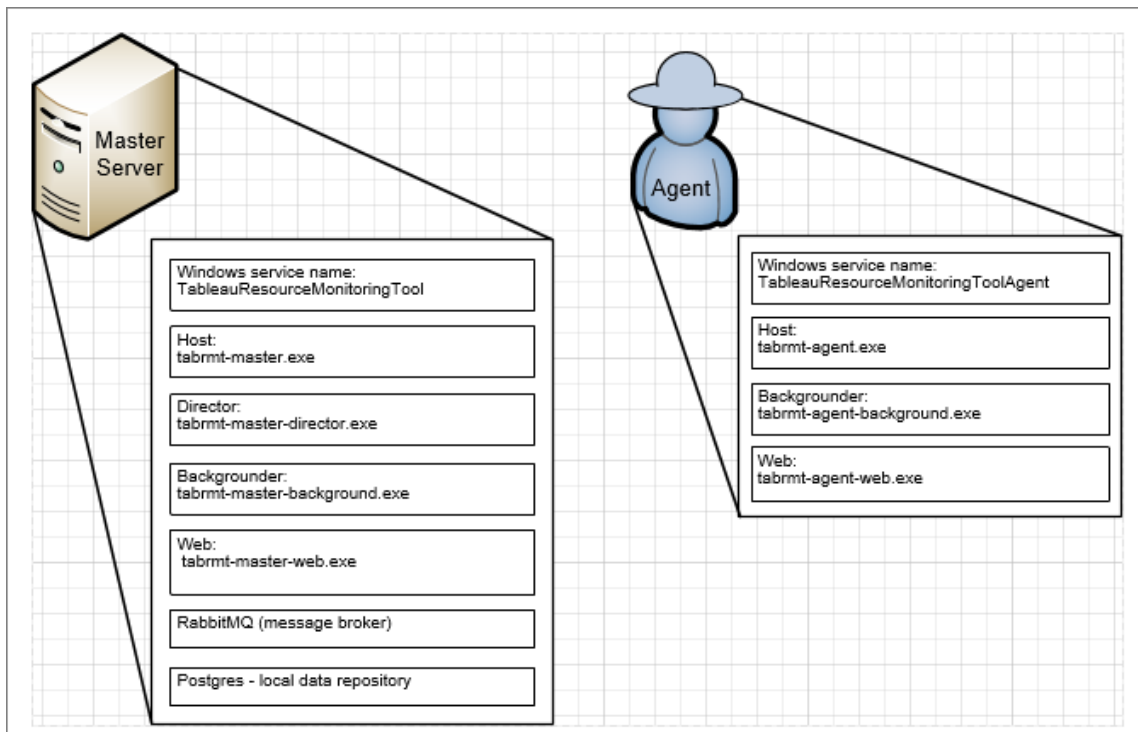 Master
Server
Windows service name:
TableauResourceMonitoringTool
Host:
tabrmt-master.exe
Director:
tabrmt-master-director.exe
Backgrounder:
tabrmt-master-background.exe
Web:
tabrmt-master-web.exe
RabbitMQ (message broker)
Postgres - local data repository
Agent
Windows service name:
TableauResourceMonitoringToolAgent
Host:
tabrmt-agent.exe
Backgrounder:
tabrmt-agent-background.exe
Web:
tabrmt-agent-web.exe